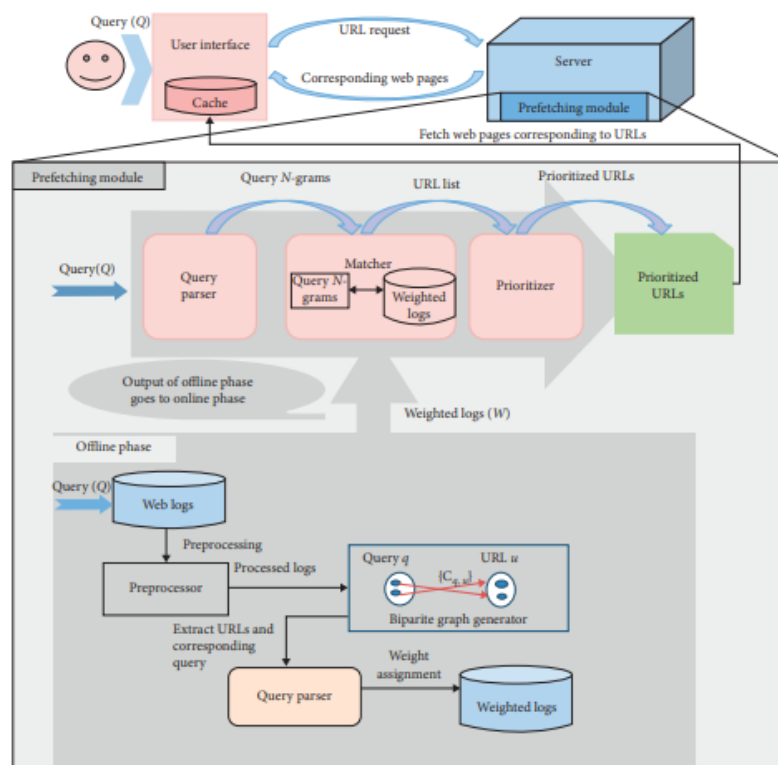 Query (Q)
User interface
Cache
URL request
Corresponding web pages
Server
Prefetching module
Fetch web pages corresponding to URLs
Prefetching module
Query N-grams
URL list
Prioritized URLs
Query(Q)
Query
parser
Matcher
Query N-
grams
Weighted
logs
Prioritizer
Prioritized
URLs
Output of offline phase
goes to online phase
Weighted logs (W)
Offline phase
Query (Q)
Web logs
Preprocessing
Preprocessor
Processed logs
Query q
{C q, u}
URL u
Biparite graph generator
Extract URLs and
corresponding
query
Query parser
Weight
assignment
Weighted logs